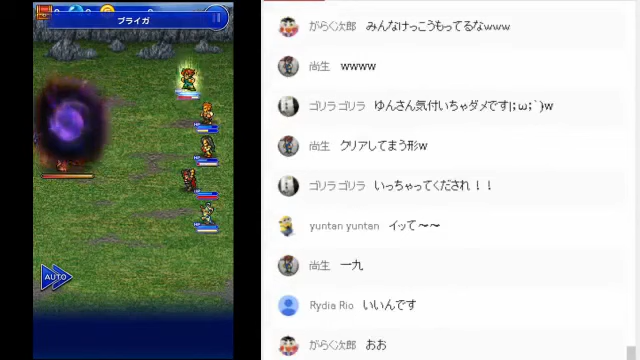 ブライガ
AUTO
がらく次郎 みんなけっこうもってるなwww
尚生 wwww
ゴリラ ゴリラ ゆんさん気付いちゃダメです|;ω;`)w
尚生 クリアしてまう形w
ゴリラ ゴリラ いっちゃってくだされ！！
yuntan yuntan イッて～～
尚生 一九
Rydia Rio いいんです
がらく次郎 おお